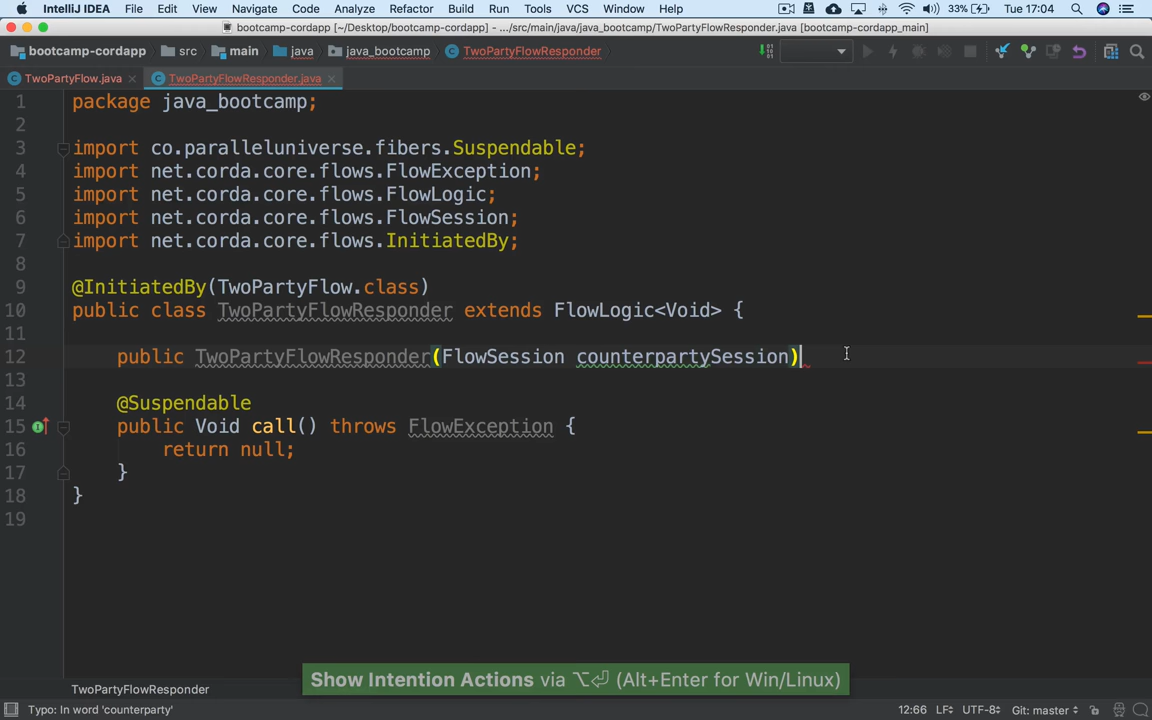 IntelliJ IDEA File Edit View Navigate Code Analyze Refactor Build Run Tools VCS Window Help 33% Tue 17:04
bootcamp-cordapp [~/Desktop/bootcamp-cordapp] - .../src/main/java/java_bootcamp/TwoPartyFlowResponder.java [bootcamp-cordapp_main]
bootcamp-cordapp src main java java_bootcamp TwoPartyFlowResponder
TwoPartyFlow.java TwoPartyFlowResponder.java
1 package java_bootcamp;
2
3 import co.paralleluniverse.fibers.Suspendable;
4 import net.corda.core.flows.FlowException;
5 import net.corda.core.flows.FlowLogic;
6 import net.corda.core.flows.FlowSession;
7 import net.corda.core.flows.InitiatedBy;
8
9 @InitiatedBy(TwoPartyFlow.class)
10 public class TwoPartyFlowResponder extends FlowLogic<Void> {
11
12 public TwoPartyFlowResponder(FlowSession counterpartySession)
13
14 @Suspendable
15 public Void call() throws FlowException {
16 return null;
17 }
18 }
19
Show Intention Actions via ⌥⏎ (Alt+Enter for Win/Linux)
TwoPartyFlowResponder
Typo: In word 'counterparty' 12:66 LF UTF-8 Git: master